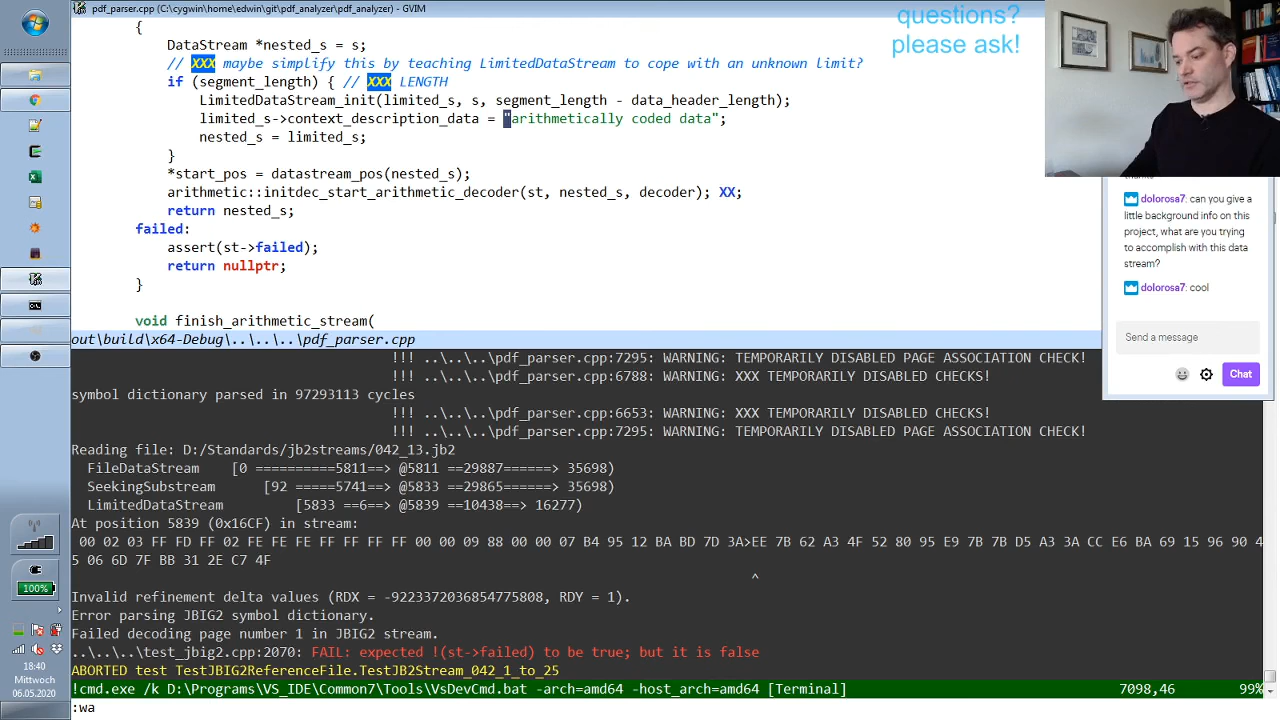 pdf_parser.cpp (C:\cygwin\home\edwin\git\pdf_analyzer\pdf_analyzer) - GVIM
questions?
please ask!
{
DataStream *nested_s = s;
// XXX maybe simplify this by teaching LimitedDataStream to cope with an unknown limit?
if (segment_length) { // XXX LENGTH
LimitedDataStream_init(limited_s, s, segment_length - data_header_length);
limited_s->context_description_data = "arithmetically coded data";
nested_s = limited_s;
}
*start_pos = datastream_pos(nested_s);
arithmetic::initdec_start_arithmetic_decoder(st, nested_s, decoder); XX;
return nested_s;
failed:
assert(st->failed);
return nullptr;
}
void finish_arithmetic_stream(
out\build\x64-Debug\..\..\..\pdf_parser.cpp
!!! ..\..\..\pdf_parser.cpp:7295: WARNING: TEMPORARILY DISABLED PAGE ASSOCIATION CHECK!
!!! ..\..\..\pdf_parser.cpp:6788: WARNING: XXX TEMPORARILY DISABLED CHECKS!
symbol dictionary parsed in 97293113 cycles
!!! ..\..\..\pdf_parser.cpp:6653: WARNING: XXX TEMPORARILY DISABLED CHECKS!
!!! ..\..\..\pdf_parser.cpp:7295: WARNING: TEMPORARILY DISABLED PAGE ASSOCIATION CHECK!
Reading file: D:/Standards/jb2streams/042_13.jb2
FileDataStream [0 ==========5811==> @5811 ==29887======> 35698)
SeekingSubstream [92 =====5741==> @5833 ==29865======> 35698)
LimitedDataStream [5833 ==6=> @5839 ==10438==> 16277)
At position 5839 (0x16CF) in stream:
00 02 03 FF FD FF 02 FE FE FE FF FF FF FF 00 00 09 88 00 00 07 B4 95 12 BA BD 7D 3A>EE 7B 62 A3 4F 52 80 95 E9 7B 7B D5 A3 3A CC E6 BA 69 15 96 90 4
5 06 6D 7F BB 31 2E C7 4F
^
Invalid refinement delta values (RDX = -9223372036854775808, RDY = 1).
Error parsing JBIG2 symbol dictionary.
Failed decoding page number 1 in JBIG2 stream.
..\..\..\test_jbig2.cpp:2070: FAIL: expected !(st->failed) to be true; but it is false
ABORTED test TestJBIG2ReferenceFile.TestJB2Stream_042_1_to_25
!cmd.exe /k D:\Programs\VS_IDE\Common7\Tools\VsDevCmd.bat -arch=amd64 -host_arch=amd64 [Terminal] 7098,46 99%
:wa
dolorosa7: can you give a
little background info on this
project, what are you trying
to accomplish with this data
stream?
dolorosa7: cool
Send a message
Chat
100%
18:40
Mittwoch
06.05.2020